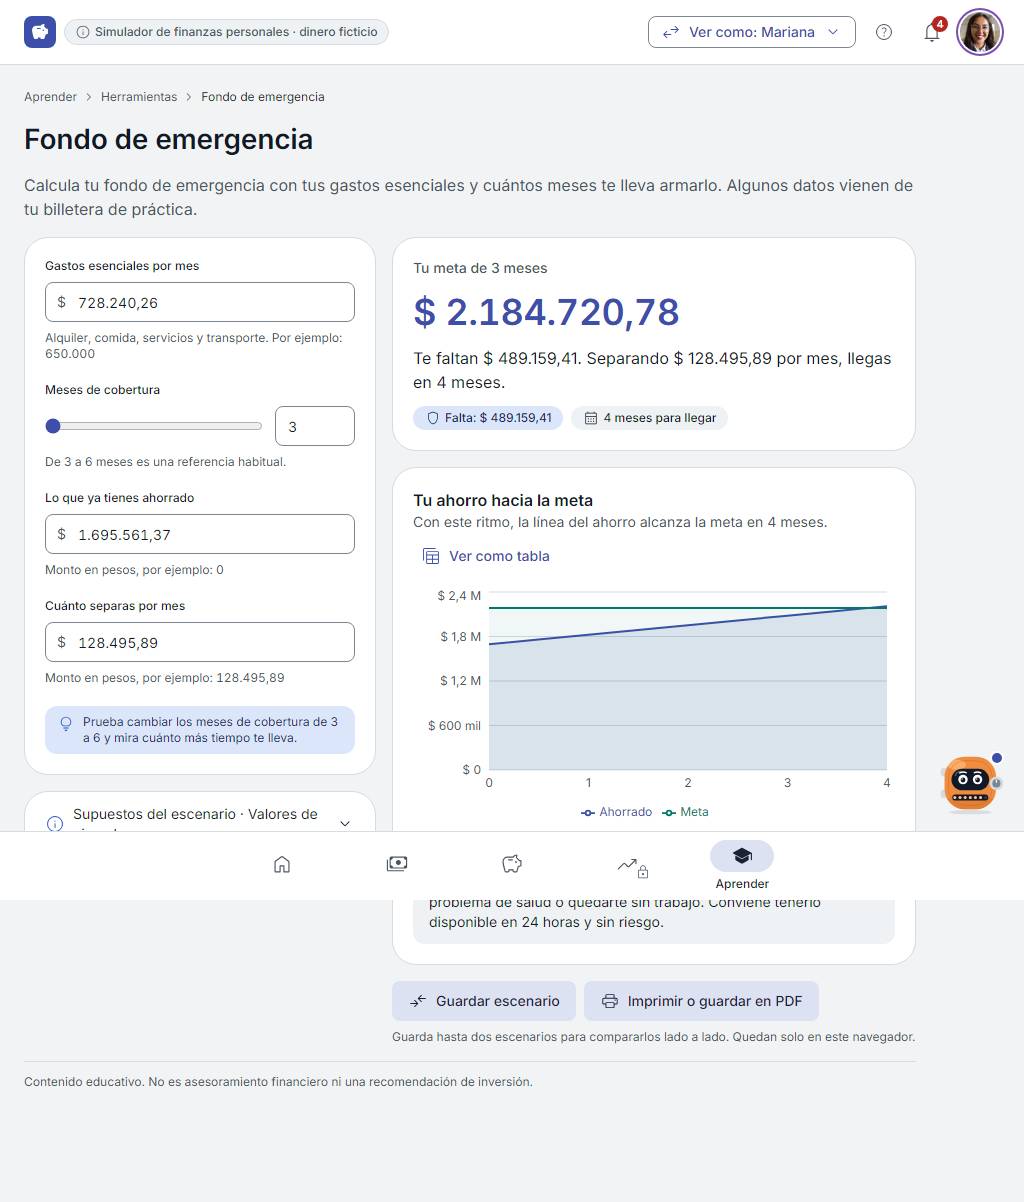 Simulador de finanzas personales · dinero ficticio
Ver como: Mariana
4
Aprender
Herramientas
Fondo de emergencia
Fondo de emergencia
Calcula tu fondo de emergencia con tus gastos esenciales y cuántos meses te lleva armarlo. Algunos datos vienen de
tu billetera de práctica.
Gastos esenciales por mes
$ 728.240,26
Alquiler, comida, servicios y transporte. Por ejemplo:
650.000
Meses de cobertura
3
De 3 a 6 meses es una referencia habitual.
Lo que ya tienes ahorrado
$ 1.695.561,37
Monto en pesos, por ejemplo: 0
Cuánto separas por mes
$ 128.495,89
Monto en pesos, por ejemplo: 128.495,89
Prueba cambiar los meses de cobertura de 3
a 6 y mira cuánto más tiempo te lleva.
Supuestos del escenario · Valores de
Tu meta de 3 meses
$ 2.184.720,78
Te faltan $ 489.159,41. Separando $ 128.495,89 por mes, llegas
en 4 meses.
Falta: $ 489.159,41
4 meses para llegar
Tu ahorro hacia la meta
Con este ritmo, la línea del ahorro alcanza la meta en 4 meses.
Ver como tabla
$ 2,4 M
$ 1,8 M
$ 1,2 M
$ 600 mil
$ 0
0 1 2 3 4
Ahorrado Meta
Aprender
problema de salud o quedarte sin trabajo. Conviene tenerlo
disponible en 24 horas y sin riesgo.
Guardar escenario
Imprimir o guardar en PDF
Guarda hasta dos escenarios para compararlos lado a lado. Quedan solo en este navegador.
Contenido educativo. No es asesoramiento financiero ni una recomendación de inversión.